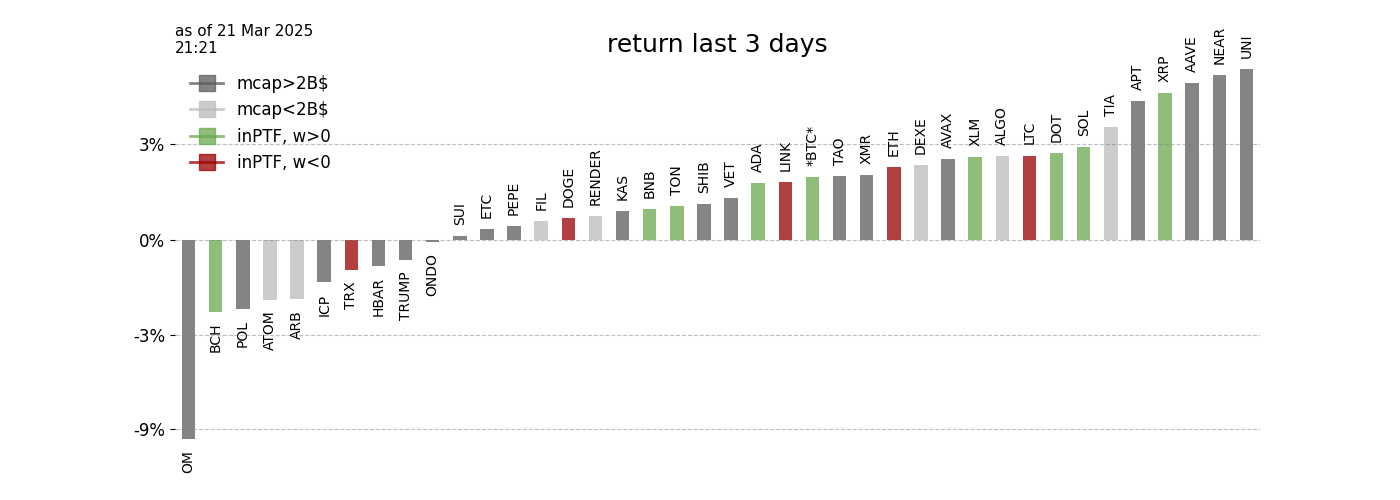 as of 21 Mar 2025
21:21
return last 3 days
mcap>2B$
mcap<2B$
inPTF, w>0
inPTF, w<0
3%
0%
-3%
-9%
OM
BCH
POL
ATOM
ARB
ICP
TRX
HBAR
TRUMP
ONDO
SUI
ETC
PEPE
FIL
DOGE
RENDER
KAS
BNB
TON
SHIB
VET
ADA
LINK
*BTC*
TAO
XMR
ETH
DEXE
AVAX
XLM
ALGO
LTC
DOT
SOL
TIA
APT
XRP
AAVE
NEAR
UNI